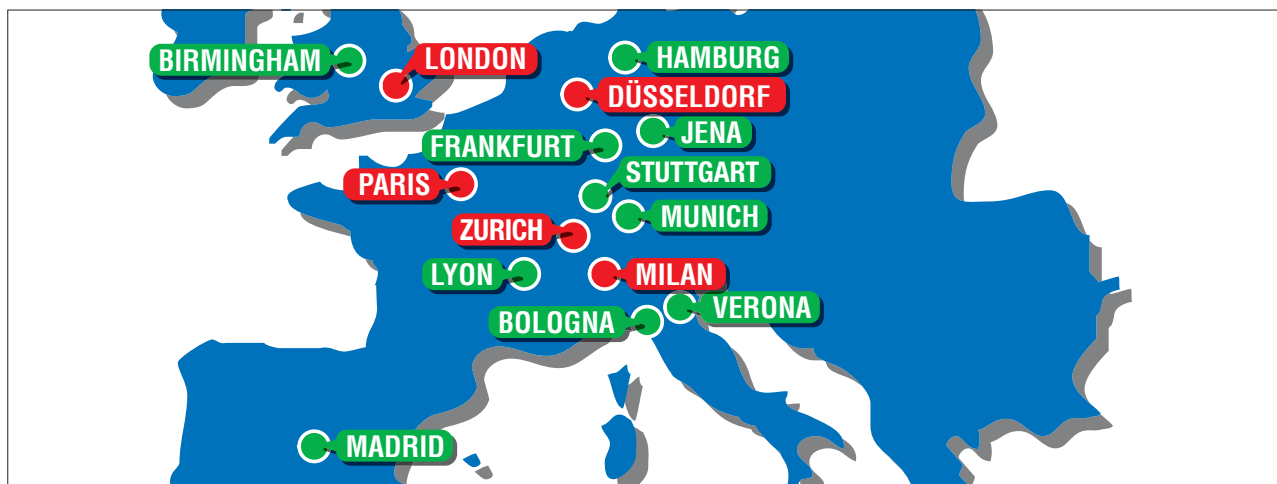 BIRMINGHAM
LONDON
HAMBURG
DÜSSELDORF
JENA
FRANKFURT
STUTTGART
PARIS
MUNICH
ZURICH
LYON
MILAN
VERONA
BOLOGNA
MADRID